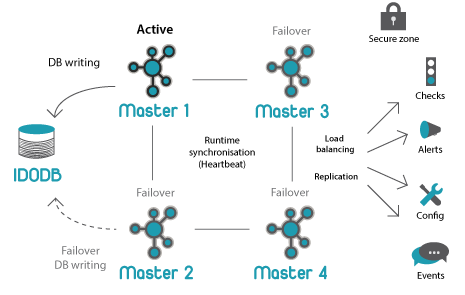 Active
Failover
Secure zone
DB writing
Master 1
Master 3
Checks
IDODB
Runtime
synchronisation
(Heartbeat)
Load
balancing
Alerts
Replication
Failover
Failover
Config
Failover
DB writing
Master 2
Master 4
Events